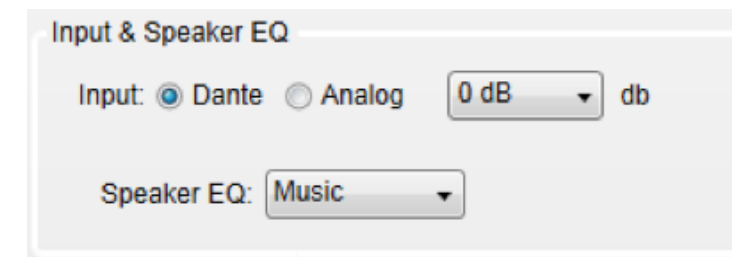 Input & Speaker EQ
Input: Dante Analog 0 dB db
Speaker EQ: Music